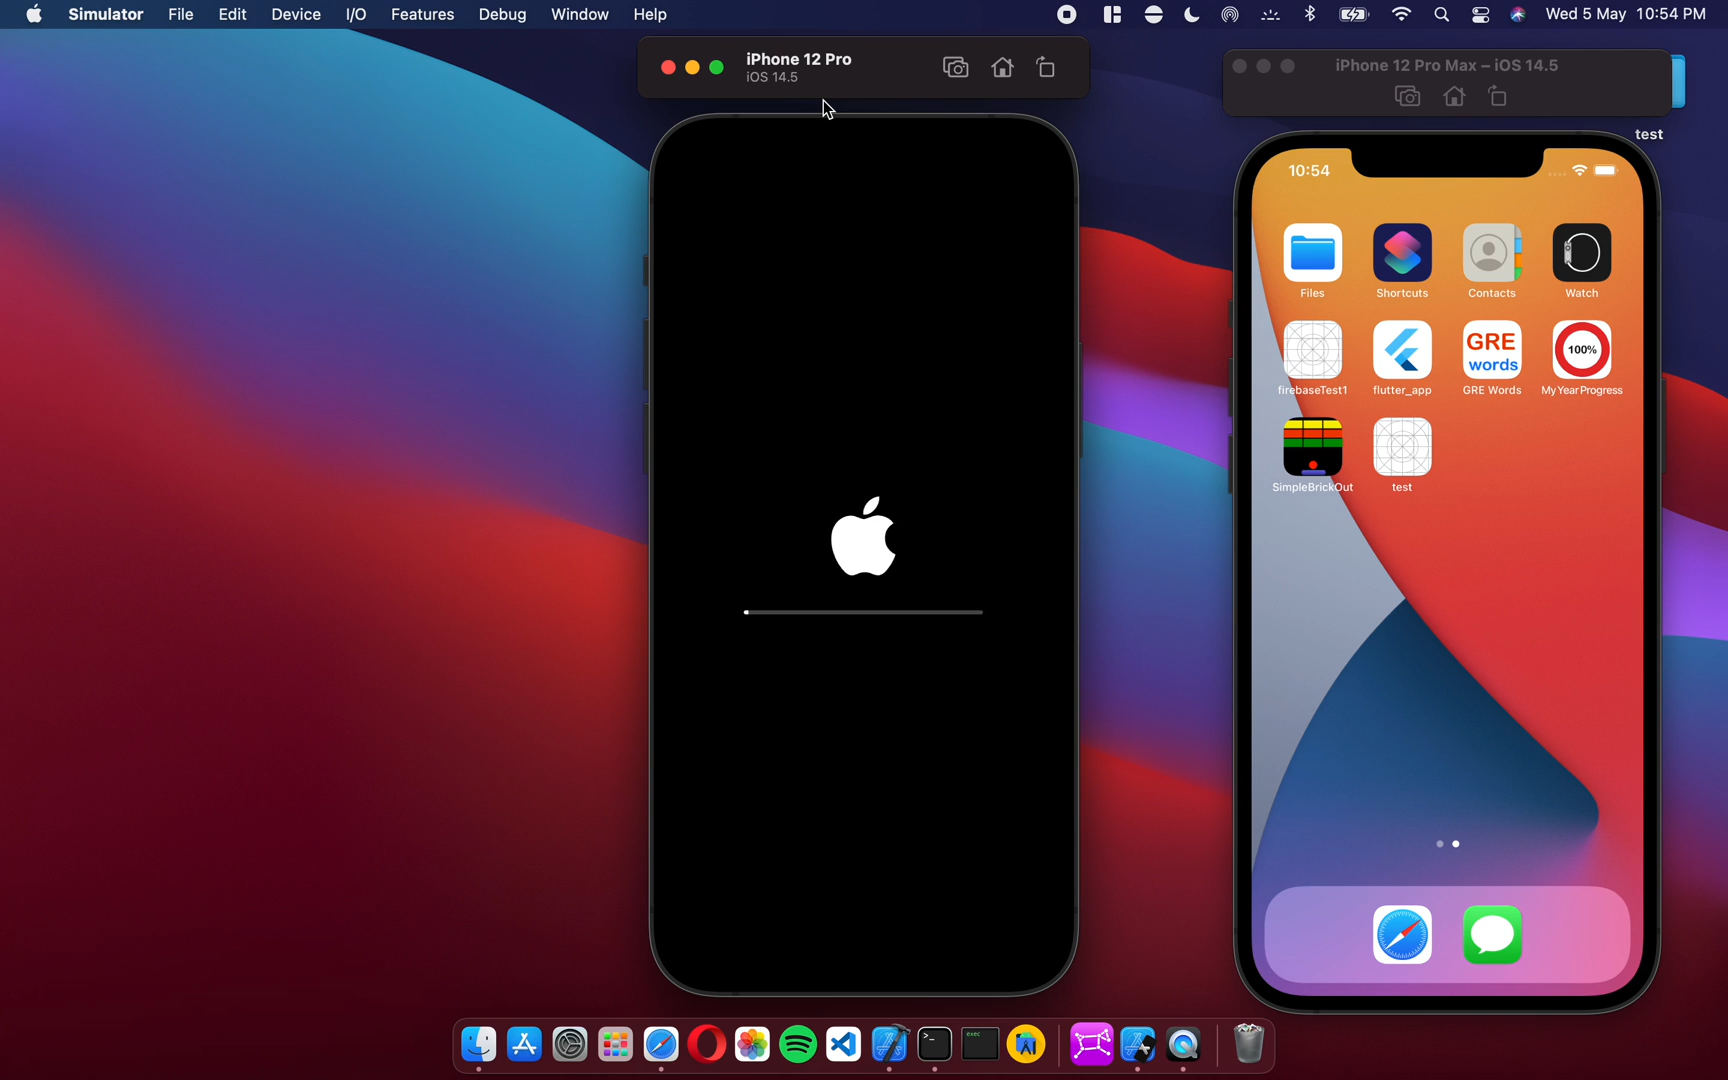 Simulator File Edit Device I/O Features Debug Window Help Wed 5 May 10:54 PM
iPhone 12 Pro
iOS 14.5
iPhone 12 Pro Max – iOS 14.5
test
10:54
Files Shortcuts Contacts Watch
GRE
words
100%
firebaseTest1 flutter_app GRE Words MyYearProgress
SimpleBrickOut test
>_
exec